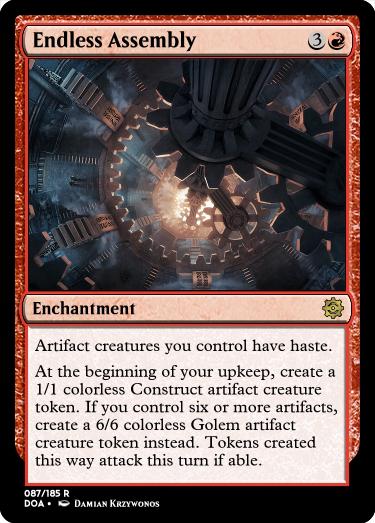 Endless Assembly 3
Enchantment
Artifact creatures you control have haste.
At the beginning of your upkeep, create a
1/1 colorless Construct artifact creature
token. If you control six or more artifacts,
create a 6/6 colorless Golem artifact
creature token instead. Tokens created
this way attack this turn if able.
087/185 R
DOA • Damian Krzywonos